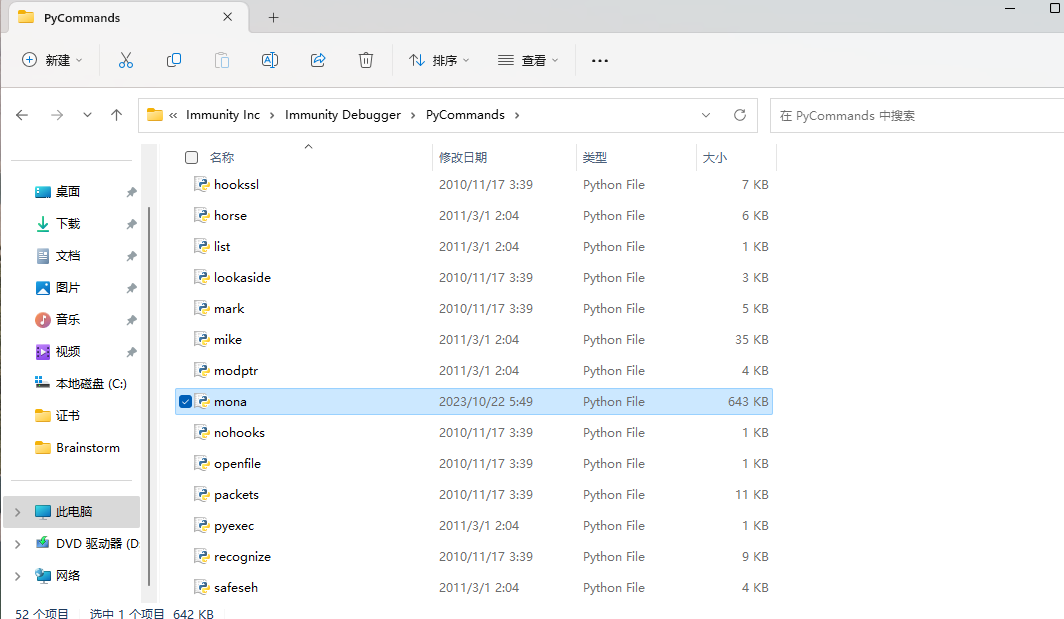 PyCommands
新建
排序
查看
« Immunity Inc > Immunity Debugger > PyCommands >
在 PyCommands 中搜索
名称 修改日期 类型 大小
桌面
下载
文档
图片
音乐
视频
本地磁盘 (C:)
证书
Brainstorm
此电脑
DVD 驱动器 (D
网络
hookssl 2010/11/17 3:39 Python File 7 KB
horse 2011/3/1 2:04 Python File 6 KB
list 2011/3/1 2:04 Python File 1 KB
lookaside 2010/11/17 3:39 Python File 3 KB
mark 2010/11/17 3:39 Python File 5 KB
mike 2011/3/1 2:04 Python File 35 KB
modptr 2011/3/1 2:04 Python File 4 KB
mona 2023/10/22 5:49 Python File 643 KB
nohooks 2010/11/17 3:39 Python File 1 KB
openfile 2010/11/17 3:39 Python File 1 KB
packets 2010/11/17 3:39 Python File 11 KB
pyexec 2011/3/1 2:04 Python File 1 KB
recognize 2010/11/17 3:39 Python File 9 KB
safeseh 2011/3/1 2:04 Python File 4 KB
52 个项目 选中 1 个项目 642 KB